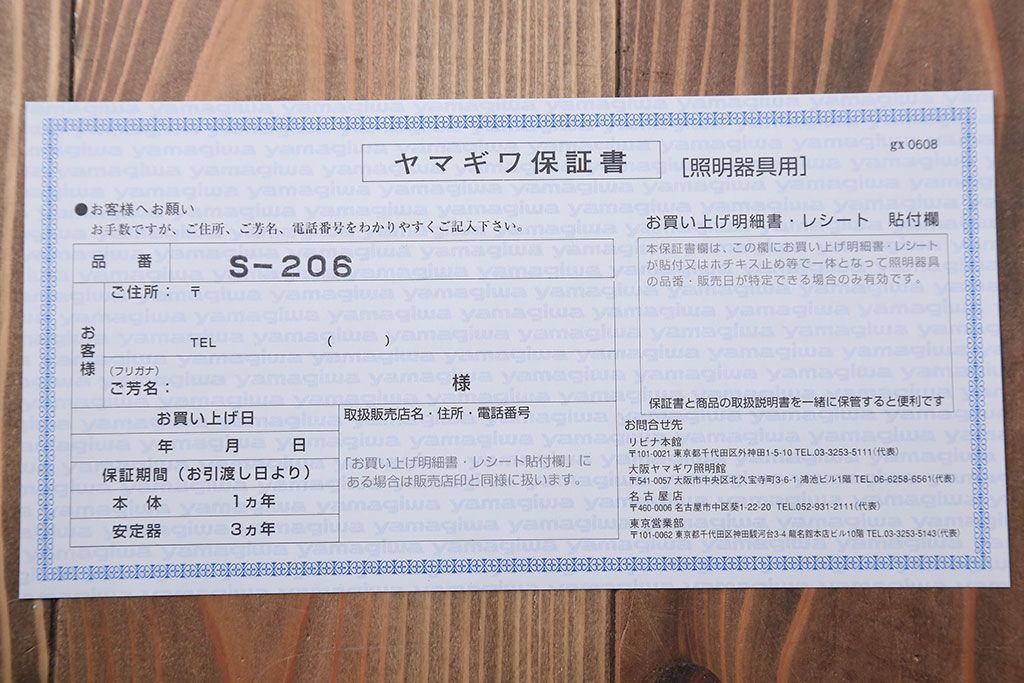 gx 0608
ヤマギワ保証書 [照明器具用]
●お客様へお願い
お手数ですが、ご住所、ご芳名、電話番号をわかりやすくご記入下さい。
品 番 S-206
お客様
ご住所： 〒
TEL ( )
(フリガナ)
ご芳名： 様
お買い上げ日
年 月 日
保証期間（お引渡し日より）
本 体 1ヵ年
安定器 3ヵ年
取扱販売店名・住所・電話番号
「お買い上げ明細書・レシート貼付欄」に
ある場合は販売店印と同様に扱います。
お買い上げ明細書・レシート 貼付欄
本保証書欄は、この欄にお買い上げ明細書・レシート
が貼付又はホチキス止め等で一体となって照明器具
の品番・販売日が特定できる場合のみ有効です。
保証書と商品の取扱説明書を一緒に保管すると便利です
お問合せ先
リビナ本館
〒101-0021 東京都千代田区外神田1-5-10 TEL.03-3253-5111(代表)
大阪ヤマギワ照明館
〒541-0057 大阪市中央区北久宝寺町3-6-1 鴻池ビル1階 TEL.06-6258-6561(代表)
名古屋店
〒460-0006 名古屋市中区葵1-22-20 TEL.052-931-2111(代表)
東京営業部
〒101-0062 東京都千代田区神田駿河台3-4 龍名館本店ビル10階 TEL.03-3253-5143(代表)